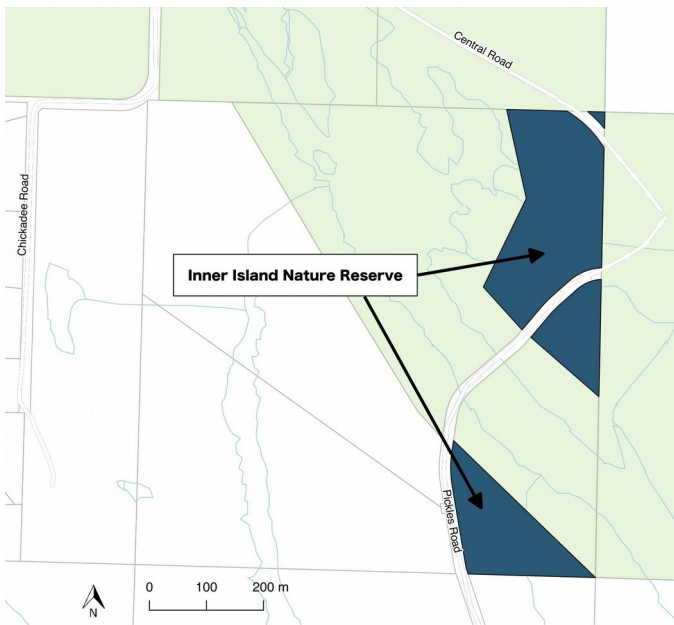 Central Road
Chickadee Road
Inner Island Nature Reserve
Pickles Road
0 100 200 m
N